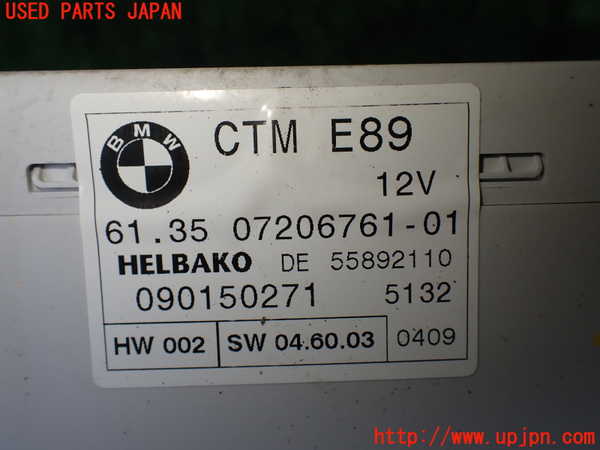 USED PARTS JAPAN
BMW
CTM E89
12V
61.35 07206761-01
HELBAKO DE 55892110
090150271 5132
HW 002 SW 04.60.03 0409
http://www.upjpn.com/